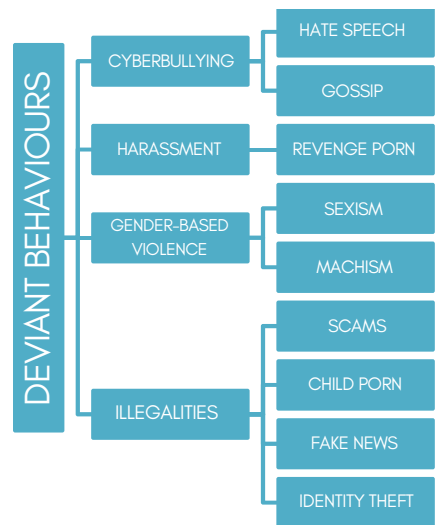 DEVIANT BEHAVIOURS
CYBERBULLYING
HATE SPEECH
GOSSIP
HARASSMENT
REVENGE PORN
GENDER-BASED
VIOLENCE
SEXISM
MACHISM
ILLEGALITIES
SCAMS
CHILD PORN
FAKE NEWS
IDENTITY THEFT